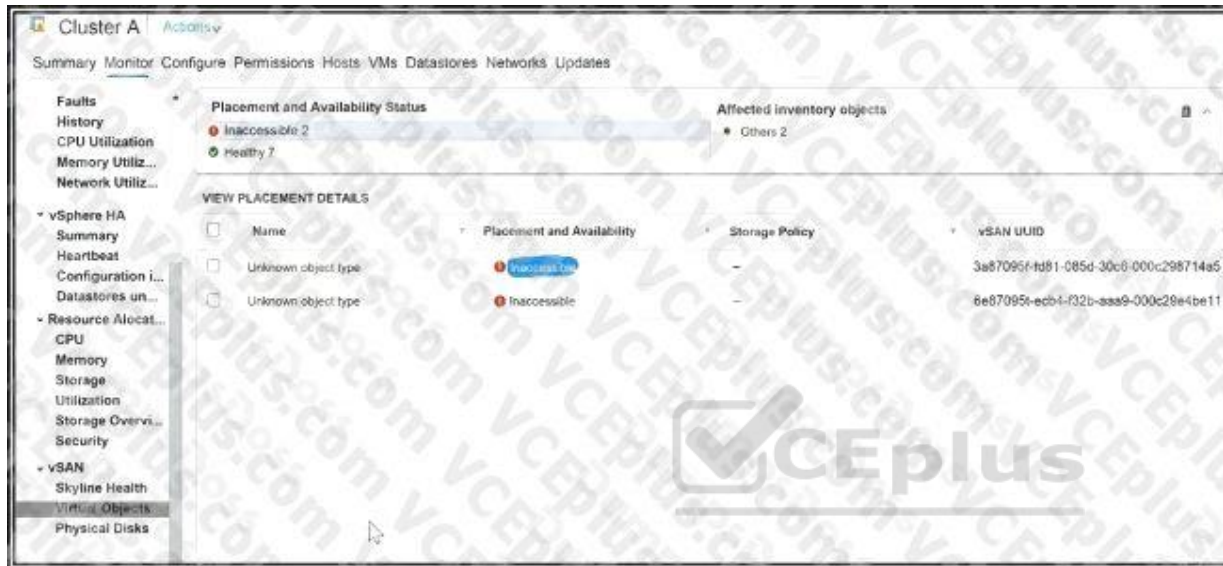 Cluster A Actions
Summary Monitor Configure Permissions Hosts VMs Datastores Networks Updates
Faults
History
CPU Utilization
Memory Utiliz...
Network Utiliz...
vSphere HA
Summary
Heartbeat
Configuration i...
Datastores un...
Resource Alocat...
CPU
Memory
Storage
Utilization
Storage Overvi...
Security
vSAN
Skyline Health
Virtual Objects
Physical Disks
Placement and Availability Status
Inaccessible 2
Healthy 7
Affected inventory objects
Others 2
VIEW PLACEMENT DETAILS
Name Placement and Availability Storage Policy vSAN UUID
Unknown object type Inaccessible – 3a87095f-fd81-085d-30c6-000c298714a5
Unknown object type Inaccessible – 6e87095f-ecb4-f32b-aaa9-000c29e4be11
CEplus
VCEplus.com